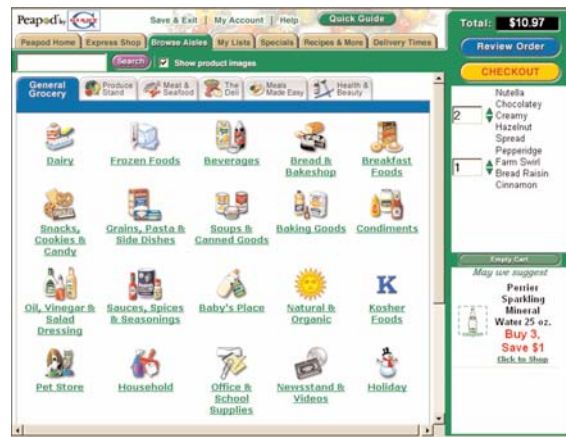 Peapod by GIANT
Save & Exit | My Account | Help
Quick Guide
Peapod Home
Express Shop
Browse Aisles
My Lists
Specials
Recipes & More
Delivery Times
Search
Show product images
General Grocery
Produce Stand
Meat & Seafood
The Deli
Meals Made Easy
Health & Beauty
Dairy
Frozen Foods
Beverages
Bread &
Bakeshop
Breakfast
Foods
Snacks,
Cookies &
Candy
Grains, Pasta &
Side Dishes
Soups &
Canned Goods
Baking Goods
Condiments
Oil, Vinegar &
Salad
Dressing
Sauces, Spices
& Seasonings
Baby's Place
Natural &
Organic
K
Kosher
Foods
Pet Store
Household
Office &
School
Supplies
Newsstand &
Videos
Holiday
Total: $10.97
Review Order
CHECKOUT
2
Nutella
Chocolatey
Creamy
Hazelnut
Spread
1
Pepperidge
Farm Swirl
Bread Raisin
Cinnamon
Empty Cart
May we suggest
Perrier
Sparkling
Mineral
Water 25 oz.
Buy 3,
Save $1
Click to Shop